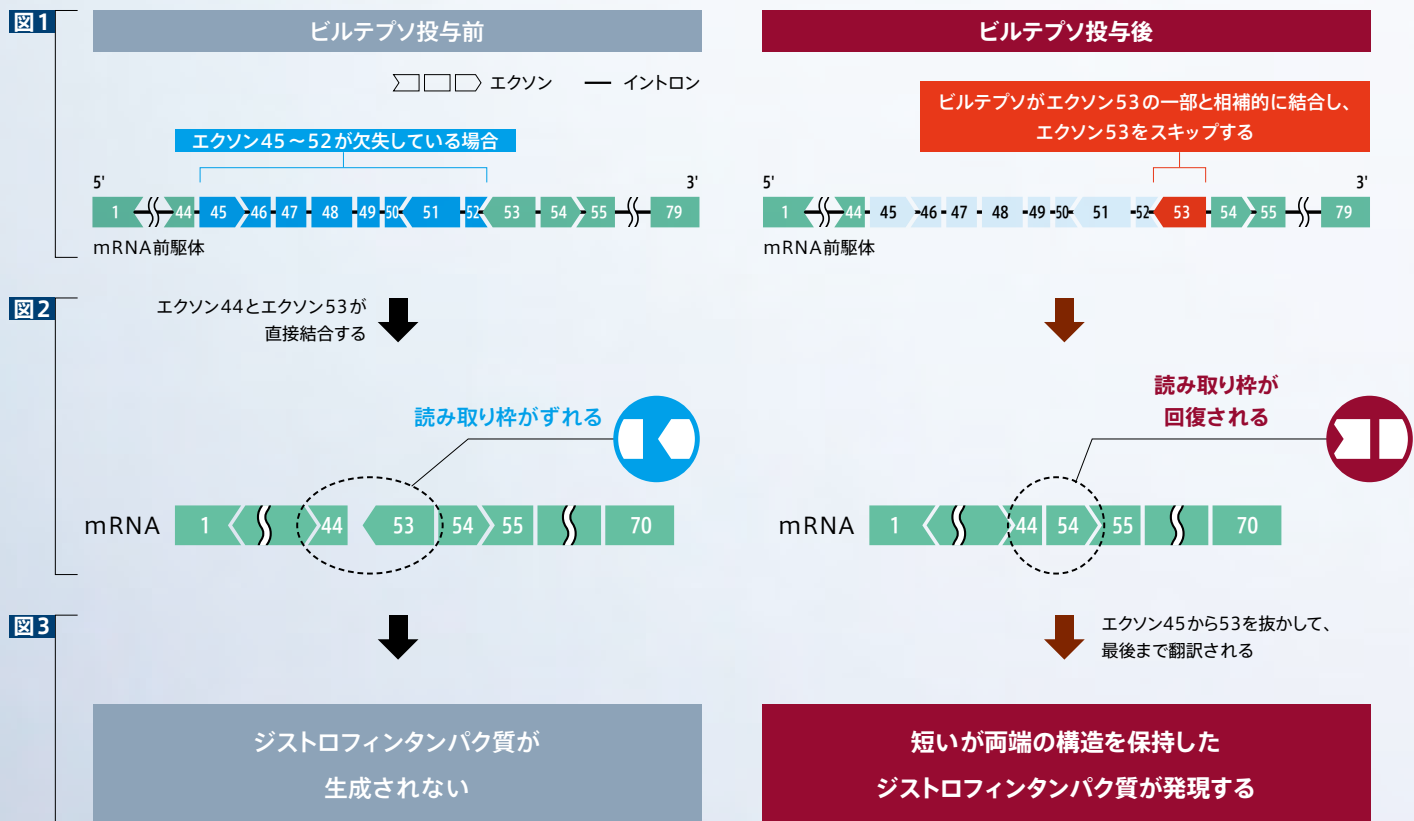 図1
ビルテプソ投与前
エクソン
イントロン
エクソン45～52が欠失している場合
5'
3'
1 44 45 46 47 48 49 50 51 52 53 54 55 79
mRNA前駆体
ビルテプソ投与後
ビルテプソがエクソン53の一部と相補的に結合し、
エクソン53をスキップする
5'
3'
1 44 45 46 47 48 49 50 51 52 53 54 55 79
mRNA前駆体
図2
エクソン44とエクソン53が
直接結合する
読み取り枠がずれる
mRNA 1 44 53 54 55 70
読み取り枠が
回復される
mRNA 1 44 54 55 70
図3
エクソン45から53を抜かして、
最後まで翻訳される
ジストロフィンタンパク質が
生成されない
短いが両端の構造を保持した
ジストロフィンタンパク質が発現する